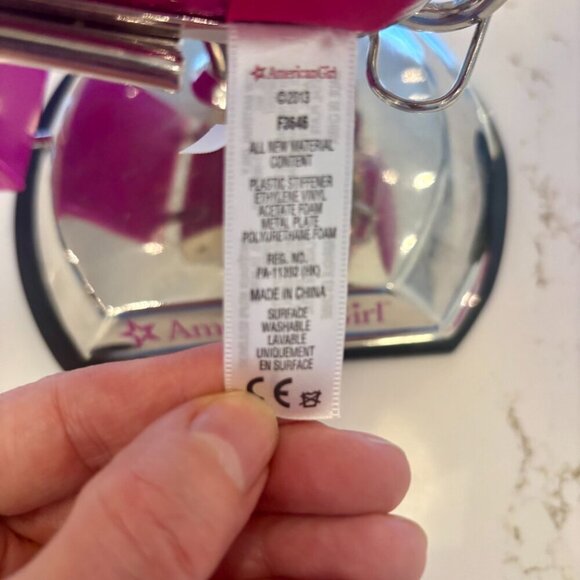 AmericanGirl
©2013
F3646
ALL NEW MATERIAL
CONTENT
PLASTIC STIFFENER
ETHYLENE VINYL
ACETATE FOAM
METAL PLATE
POLYURETHANE FOAM
REG. NO.
PA-11392 (HK)
MADE IN CHINA
SURFACE
WASHABLE
LAVABLE
UNIQUEMENT
EN SURFACE
CE